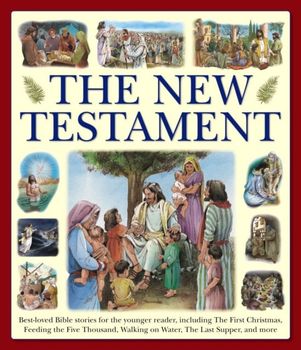 THE NEW
TESTAMENT
Best-loved Bible stories for the younger reader, including The First Christmas,
Feeding the Five Thousand, Walking on Water, The Last Supper, and more